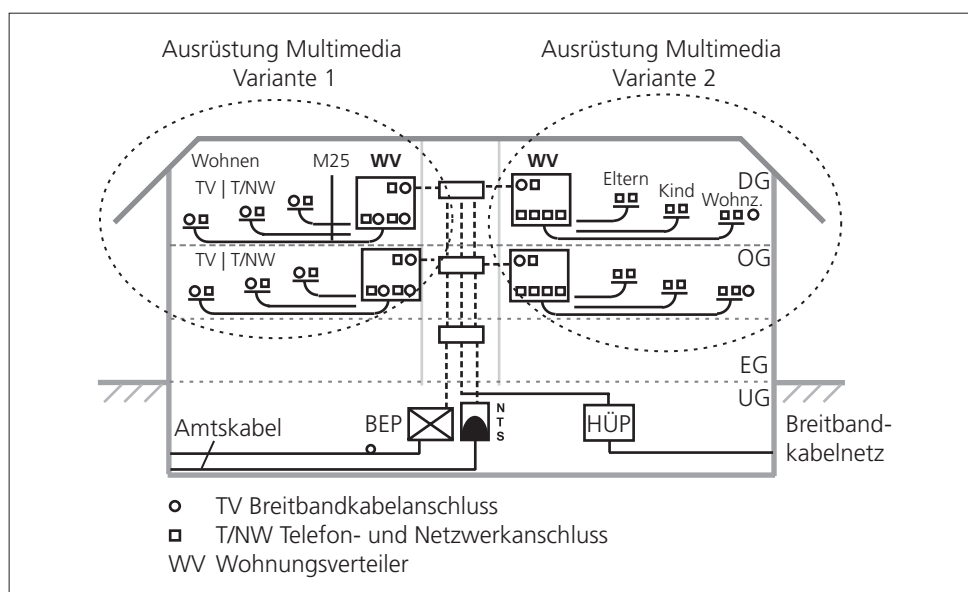 Ausrüstung Multimedia
Variante 1
Ausrüstung Multimedia
Variante 2
Wohnen
M25
WV
WV
TV | T/NW
Eltern
Kind
Wohnz.
DG
TV | T/NW
OG
EG
UG
Amtskabel
BEP
NTS
HÜP
Breitband-
kabelnetz
TV Breitbandkabelanschluss
T/NW Telefon- und Netzwerkanschluss
WV Wohnungsverteiler